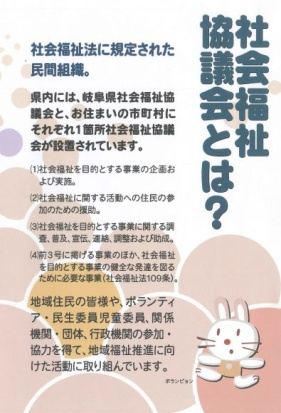 社会福祉
協議会とは?
社会福祉法に規定された
民間組織。
県内には、岐阜県社会福祉協
議会と、お住まいの市町村に
それぞれ1箇所社会福祉協議
会が設置されています。
⑴社会福祉を目的とする事業の企画お
よび実施。
⑵社会福祉に関する活動への住民の参
加のための援助。
⑶社会福祉を目的とする事業に関する調
査、普及、宣伝、連絡、調整および助成。
⑷前3号に掲げる事業のほか、社会福祉
を目的とする事業の健全な発達を図る
ために必要な事業(社会福祉法109条)。
地域住民の皆様や、ボランティ
ア・民生委員児童委員、関係
機関・団体、行政機関の参加・
協力を得て、地域福祉推進に向
けた活動に取り組んでいます。
ボランピョン